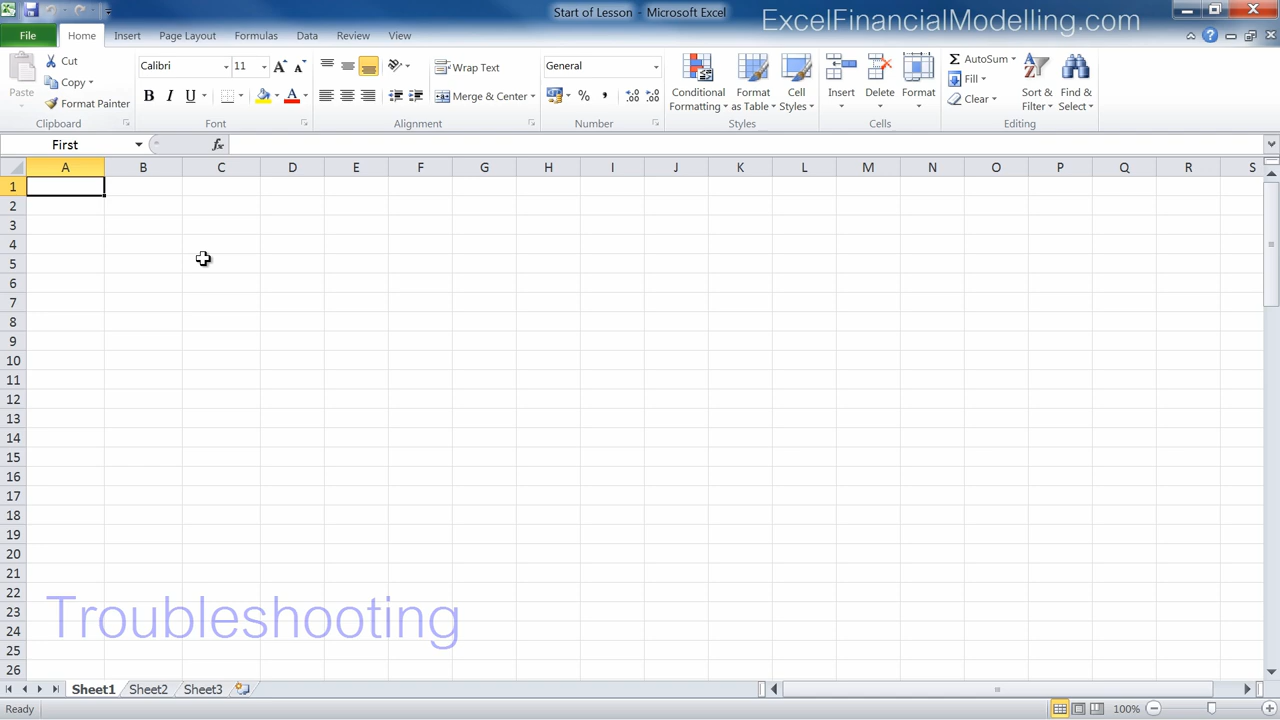 Start of Lesson - Microsoft Excel
ExcelFinancialModelling.com
File Home Insert Page Layout Formulas Data Review View
Paste
Cut
Copy
Format Painter
Clipboard
Calibri 11
B I U
Font
Wrap Text
Merge & Center
Alignment
General
%
Number
Conditional Formatting
Format as Table
Cell Styles
Styles
Insert Delete Format
Cells
AutoSum
Fill
Clear
Sort & Filter
Find & Select
Editing
First fx
A B C D E F G H I J K L M N O P Q R S
1
2
3
4
5
6
7
8
9
10
11
12
13
14
15
16
17
18
19
20
21
22
23
24
25
26
Troubleshooting
Sheet1 Sheet2 Sheet3
Ready 100%